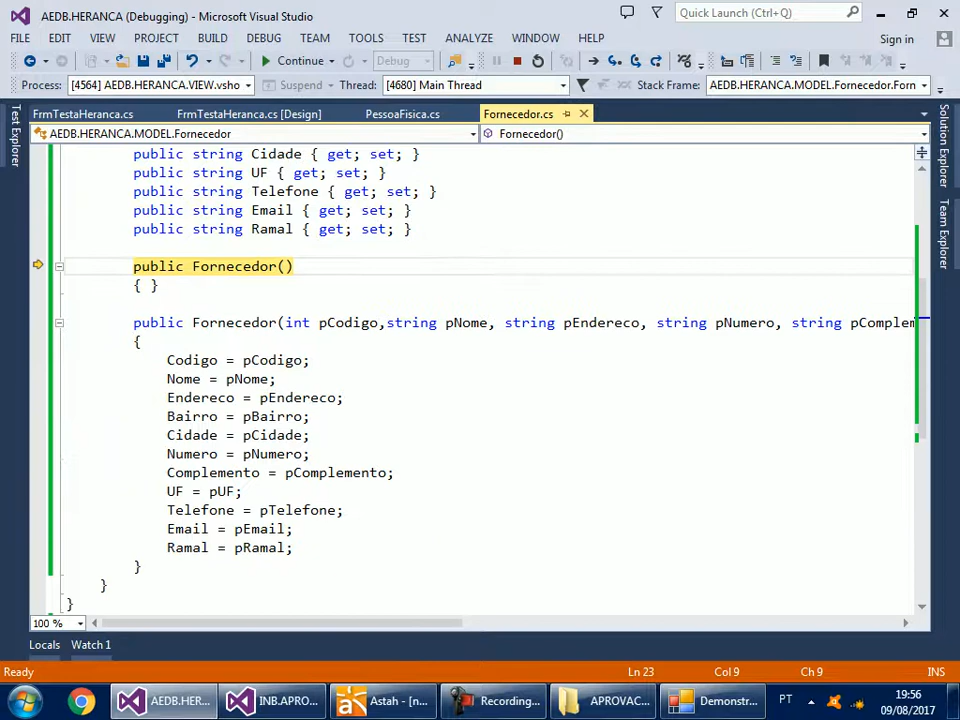 AEDB.HERANCA (Debugging) - Microsoft Visual Studio
Quick Launch (Ctrl+Q)
FILE EDIT VIEW PROJECT BUILD DEBUG TEAM TOOLS TEST ANALYZE WINDOW HELP
Sign in
Continue Debug
Process: [4564] AEDB.HERANCA.VIEW.vsho Suspend Thread: [4680] Main Thread Stack Frame: AEDB.HERANCA.MODEL.Fornecedor.Forn
Test Explorer
FrmTestaHeranca.cs FrmTestaHeranca.cs [Design] PessoaFisica.cs Fornecedor.cs
Solution Explorer
Team Explorer
AEDB.HERANCA.MODEL.Fornecedor Fornecedor()
public string Cidade { get; set; }
public string UF { get; set; }
public string Telefone { get; set; }
public string Email { get; set; }
public string Ramal { get; set; }
public Fornecedor()
{ }
public Fornecedor(int pCodigo,string pNome, string pEndereco, string pNumero, string pComplem
{
Codigo = pCodigo;
Nome = pNome;
Endereco = pEndereco;
Bairro = pBairro;
Cidade = pCidade;
Numero = pNumero;
Complemento = pComplemento;
UF = pUF;
Telefone = pTelefone;
Email = pEmail;
Ramal = pRamal;
}
}
}
100 %
Locals Watch 1
Ready Ln 23 Col 9 Ch 9 INS
AEDB.HER... INB.APRO... Astah - [n... Recording... APROVAC... Demonstr... PT 19:56
09/08/2017